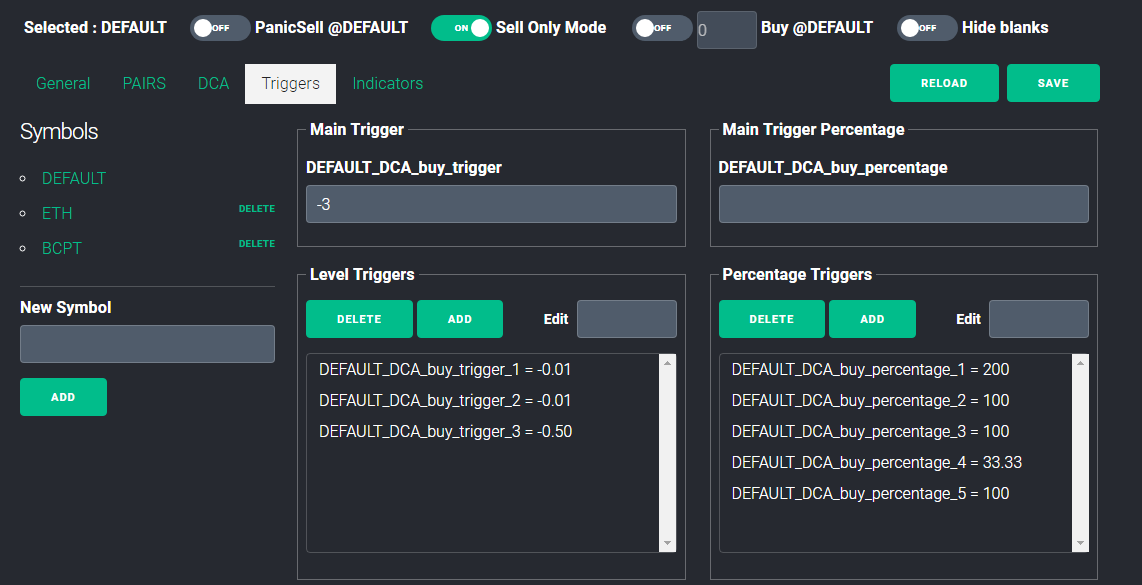 Selected : DEFAULT OFF PanicSell @DEFAULT ON Sell Only Mode OFF 0 Buy @DEFAULT OFF Hide blanks
General PAIRS DCA Triggers Indicators RELOAD SAVE
Symbols
DEFAULT
ETH DELETE
BCPT DELETE
New Symbol
ADD
Main Trigger
DEFAULT_DCA_buy_trigger
-3
Main Trigger Percentage
DEFAULT_DCA_buy_percentage
Level Triggers
DELETE ADD Edit
DEFAULT_DCA_buy_trigger_1 = -0.01
DEFAULT_DCA_buy_trigger_2 = -0.01
DEFAULT_DCA_buy_trigger_3 = -0.50
Percentage Triggers
DELETE ADD Edit
DEFAULT_DCA_buy_percentage_1 = 200
DEFAULT_DCA_buy_percentage_2 = 100
DEFAULT_DCA_buy_percentage_3 = 100
DEFAULT_DCA_buy_percentage_4 = 33.33
DEFAULT_DCA_buy_percentage_5 = 100